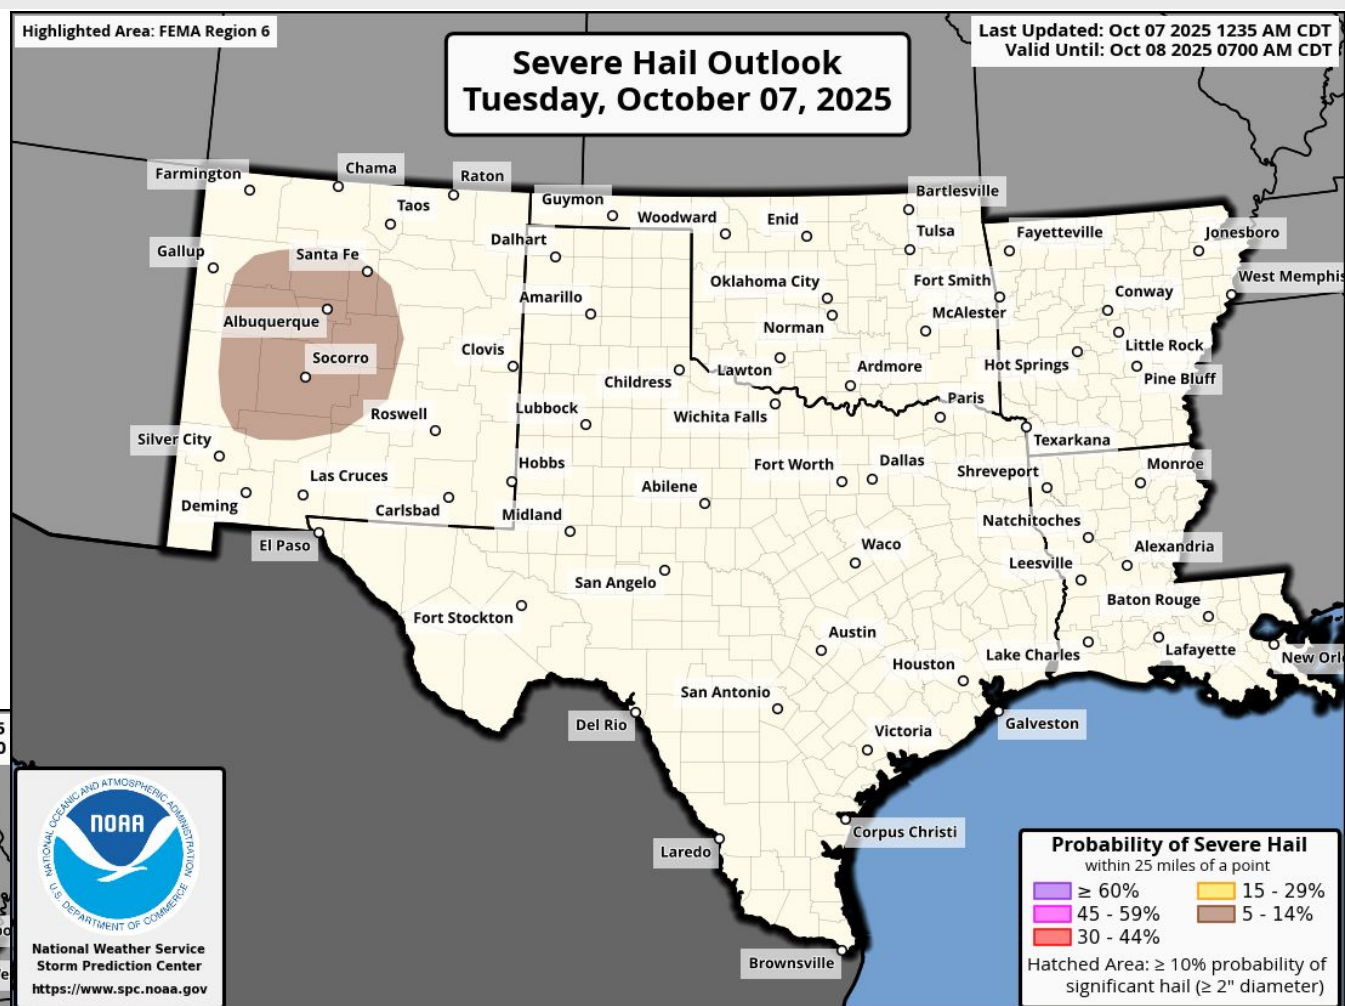 Highlighted Area: FEMA Region 6
Last Updated: Oct 07 2025 1235 AM CDT
Valid Until: Oct 08 2025 0700 AM CDT
Severe Hail Outlook
Tuesday, October 07, 2025
Farmington
Chama
Raton
Taos
Guymon
Woodward
Enid
Bartlesville
Tulsa
Fayetteville
Jonesboro
Gallup
Santa Fe
Dalhart
Oklahoma City
Fort Smith
West Memphis
Albuquerque
Amarillo
Norman
McAlester
Conway
Little Rock
Socorro
Clovis
Childress
Lawton
Ardmore
Hot Springs
Pine Bluff
Roswell
Lubbock
Wichita Falls
Paris
Texarkana
Silver City
Las Cruces
Hobbs
Abilene
Fort Worth
Dallas
Shreveport
Monroe
Deming
Carlsbad
Midland
Natchitoches
El Paso
San Angelo
Waco
Leesville
Alexandria
Fort Stockton
Austin
Baton Rouge
Houston
Lake Charles
Lafayette
New Orl
San Antonio
Del Rio
Victoria
Galveston
Corpus Christi
Laredo
Brownsville
5
0
NATIONAL OCEANIC AND ATMOSPHERIC ADMINISTRATION
NOAA
U.S. DEPARTMENT OF COMMERCE
National Weather Service
Storm Prediction Center
https://www.spc.noaa.gov
Probability of Severe Hail
within 25 miles of a point
≥ 60%
15 - 29%
45 - 59%
5 - 14%
30 - 44%
Hatched Area: ≥ 10% probability of
significant hail (≥ 2" diameter)